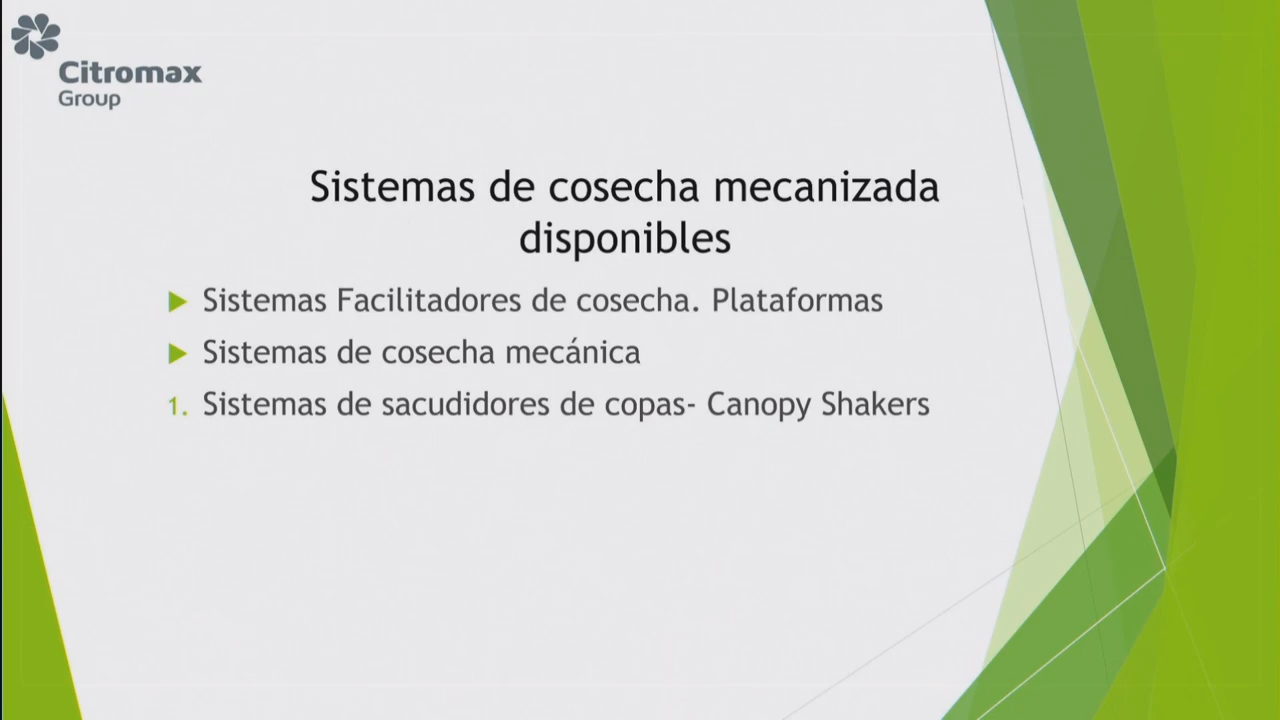 Citromax
Group
Sistemas de cosecha mecanizada
disponibles
Sistemas Facilitadores de cosecha. Plataformas
Sistemas de cosecha mecánica
1. Sistemas de sacudidores de copas- Canopy Shakers